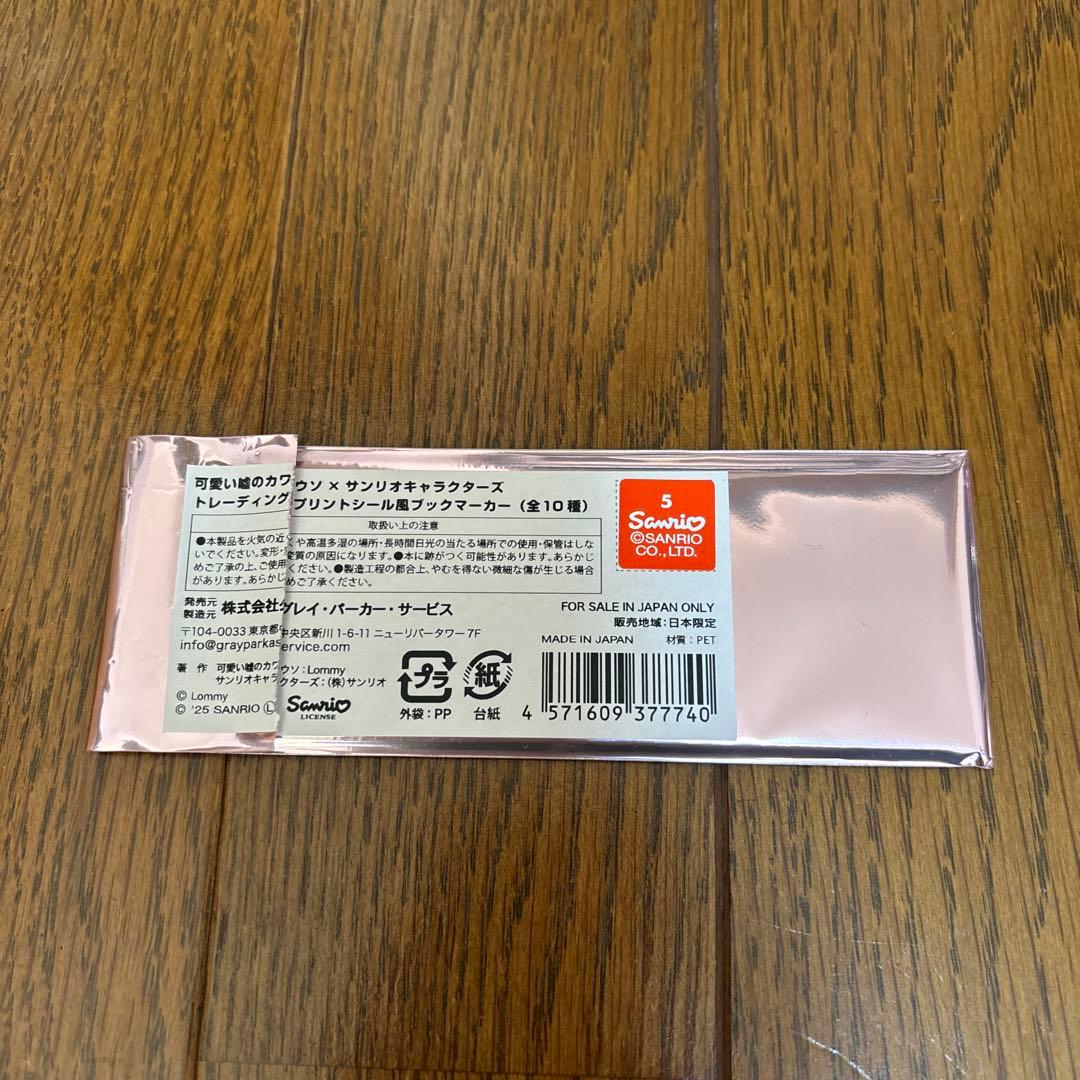 可愛い嘘のカワウソ × サンリオキャラクターズ
トレーディングプリントシール風ブックマーカー（全10種）
取扱い上の注意
●本製品を火気の近くや高温多湿の場所・長時間日光の当たる場所での使用・保管はしな
いでください。変形・変質の原因になります。●本に跡がつく可能性があります。あらかじ
めご了承の上、ご使用ください。●製造工程の都合上、やむを得ない微細な傷が生じる場合
があります。あらかじめご了承ください。
発売元
製造元 株式会社グレイ・パーカー・サービス
〒104-0033 東京都中央区新川 1-6-11 ニューリバータワー 7F
info@grayparkaservice.com
著 作 可愛い嘘のカワウソ：Lommy
サンリオキャラクターズ：(株)サンリオ
© Lommy
© '25 SANRIO Ⓛ
Sanrio
LICENSE
プラ
外袋：PP
紙
台紙
5
Sanrio
©SANRIO
CO.,LTD.
FOR SALE IN JAPAN ONLY
販売地域：日本限定
MADE IN JAPAN 材質：PET
4 571609 377740